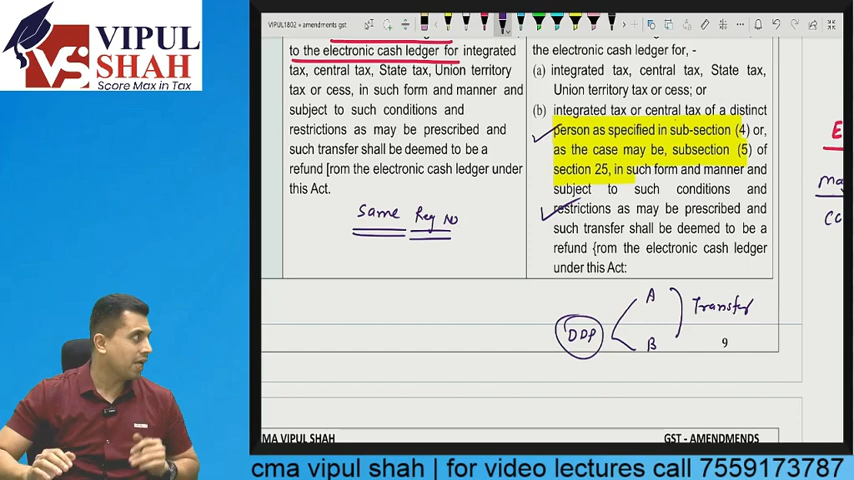 VIPUL
SHAH
Score Max in Tax
VS
VIPUL1802 + amendments gst
to the electronic cash ledger for integrated
tax, central tax, State tax, Union territory
tax or cess, in such form and manner and
subject to such conditions and
restrictions as may be prescribed and
such transfer shall be deemed to be a
refund [rom the electronic cash ledger under
this Act.
Same Reg No
the electronic cash ledger for, -
(a) integrated tax, central tax, State tax,
Union territory tax or cess; or
(b) integrated tax or central tax of a distinct
person as specified in sub-section (4) or,
as the case may be, subsection (5) of
section 25, in such form and manner and
subject to such conditions and
restrictions as may be prescribed and
such transfer shall be deemed to be a
refund {rom the electronic cash ledger
under this Act:
DDP
A
B
Transfer
9
CMA VIPUL SHAH
GST - AMENDMENTS
cma vipul shah | for video lectures call 7559173787